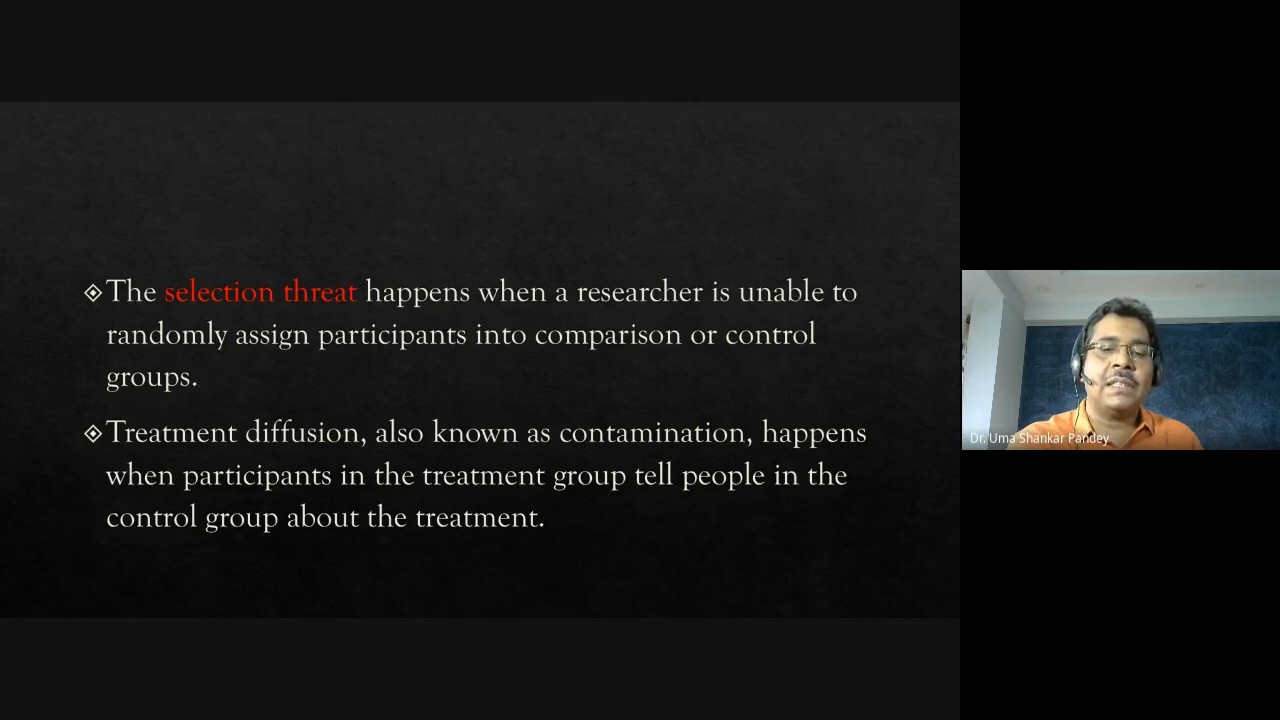 The selection threat happens when a researcher is unable to
randomly assign participants into comparison or control
groups.
Treatment diffusion, also known as contamination, happens
when participants in the treatment group tell people in the
control group about the treatment.
Dr. Uma Shankar Pandey